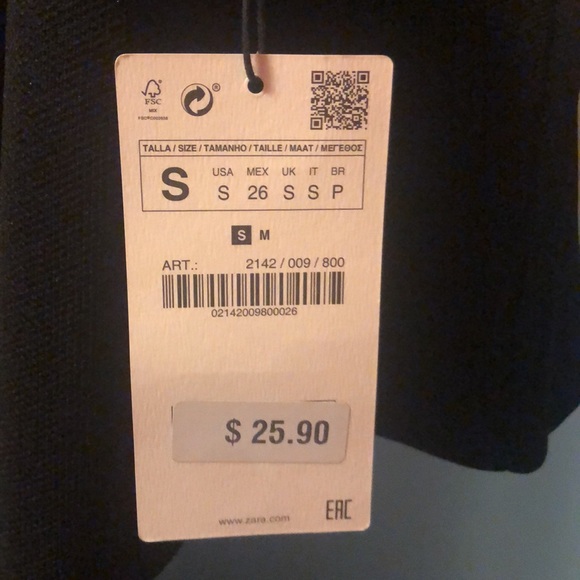 FSC
TALLA / SIZE / TAMANHO / TAILLE / MAAT / ΜΕΓΕΘΟΣ
S
USA MEX UK IT BR
S 26 S S P
S M
ART.: 2142 / 009 / 800
02142009800026
$ 25.90
www.zara.com
EAC